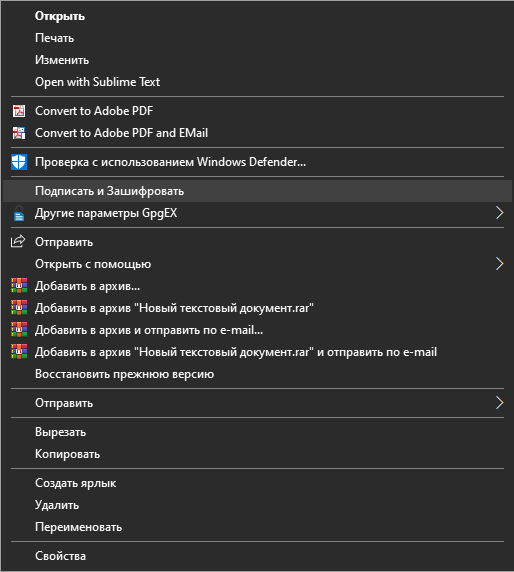 Открыть
Печать
Изменить
Open with Sublime Text
Convert to Adobe PDF
Convert to Adobe PDF and EMail
Проверка с использованием Windows Defender...
Подписать и Зашифровать
Другие параметры GpgEX
Отправить
Открыть с помощью
Добавить в архив...
Добавить в архив "Новый текстовый документ.rar"
Добавить в архив и отправить по e-mail...
Добавить в архив "Новый текстовый документ.rar" и отправить по e-mail
Восстановить прежнюю версию
Отправить
Вырезать
Копировать
Создать ярлык
Удалить
Переименовать
Свойства